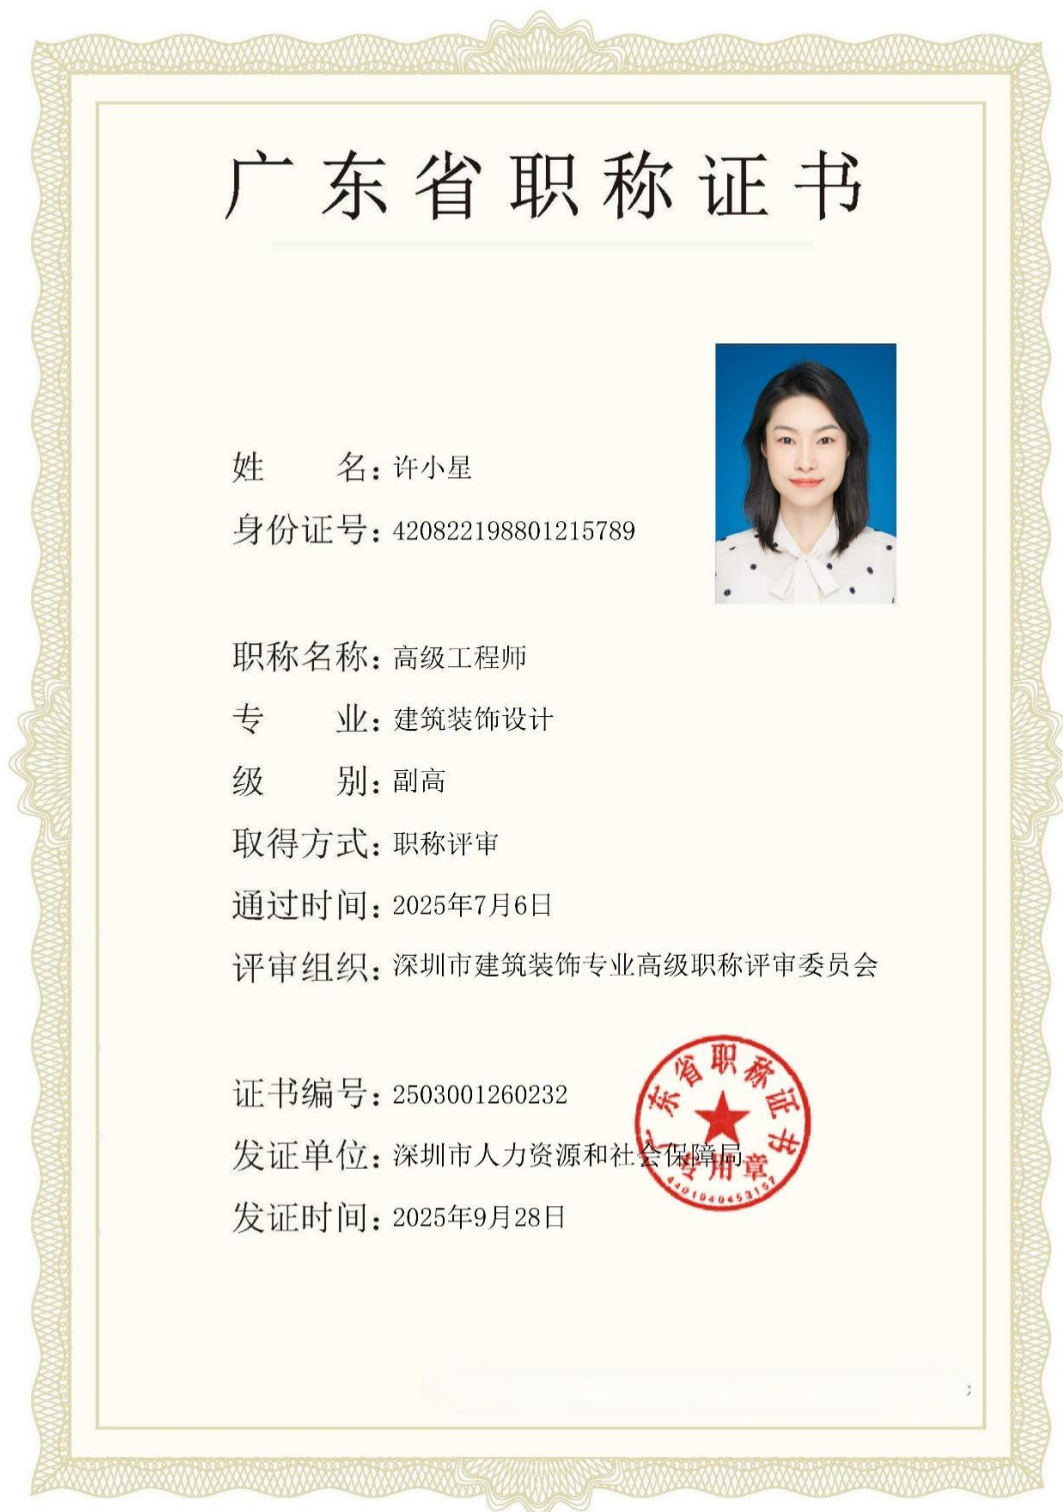 广东省职称证书
姓 名：许小星
身份证号：420822198801215789
职称名称：高级工程师
专 业：建筑装饰设计
级 别：副高
取得方式：职称评审
通过时间：2025年7月6日
评审组织：深圳市建筑装饰专业高级职称评审委员会
证书编号：2503001260232
发证单位：深圳市人力资源和社会保障局
发证时间：2025年9月28日
广东省职称证书
专用章
4401040453157